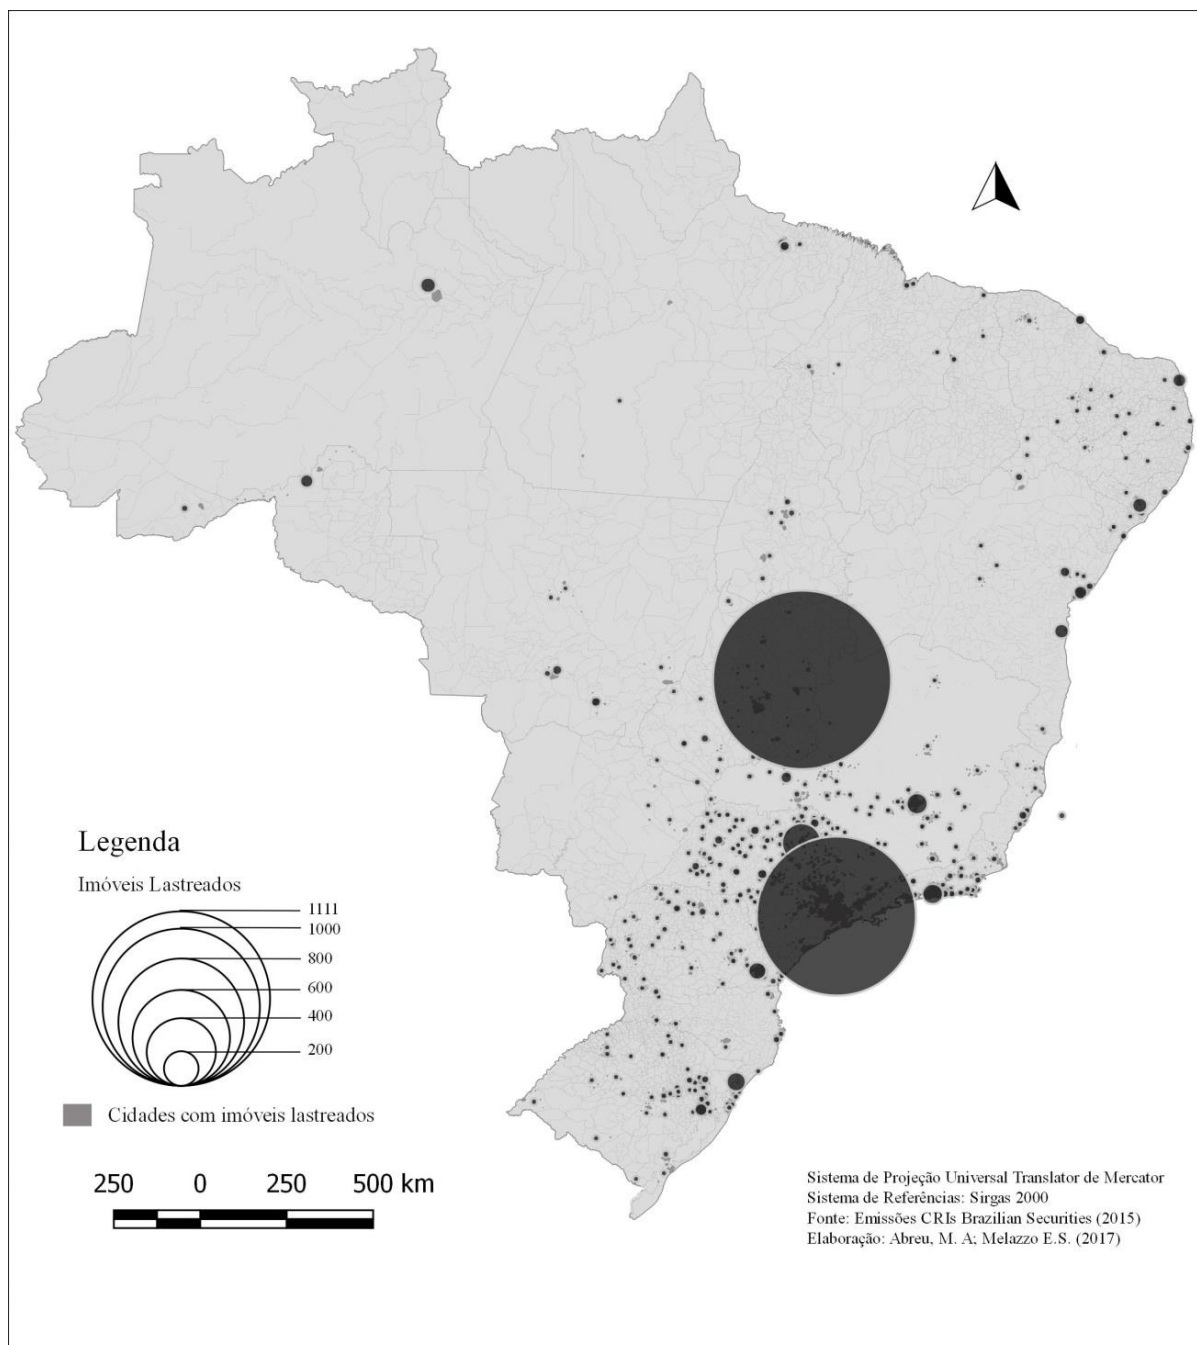 Legenda
Imóveis Lastreados
1111
1000
800
600
400
200
Cidades com imóveis lastreados
250 0 250 500 km
Sistema de Projeção Universal Translator de Mercator
Sistema de Referências: Sirgas 2000
Fonte: Emissões CRIs Brazilian Securities (2015)
Elaboração: Abreu, M. A; Melazzo E.S. (2017)